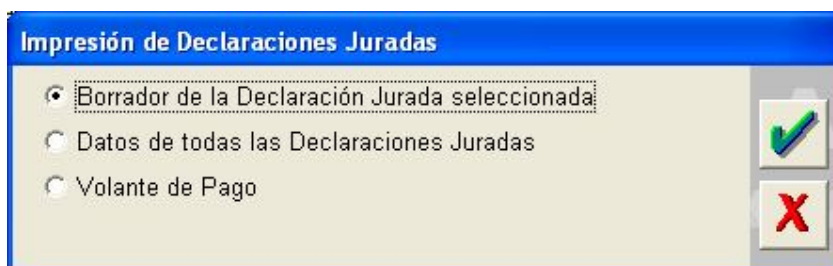 Impresión de Declaraciones Juradas
Borrador de la Declaración Jurada seleccionada
Datos de todas las Declaraciones Juradas
Volante de Pago